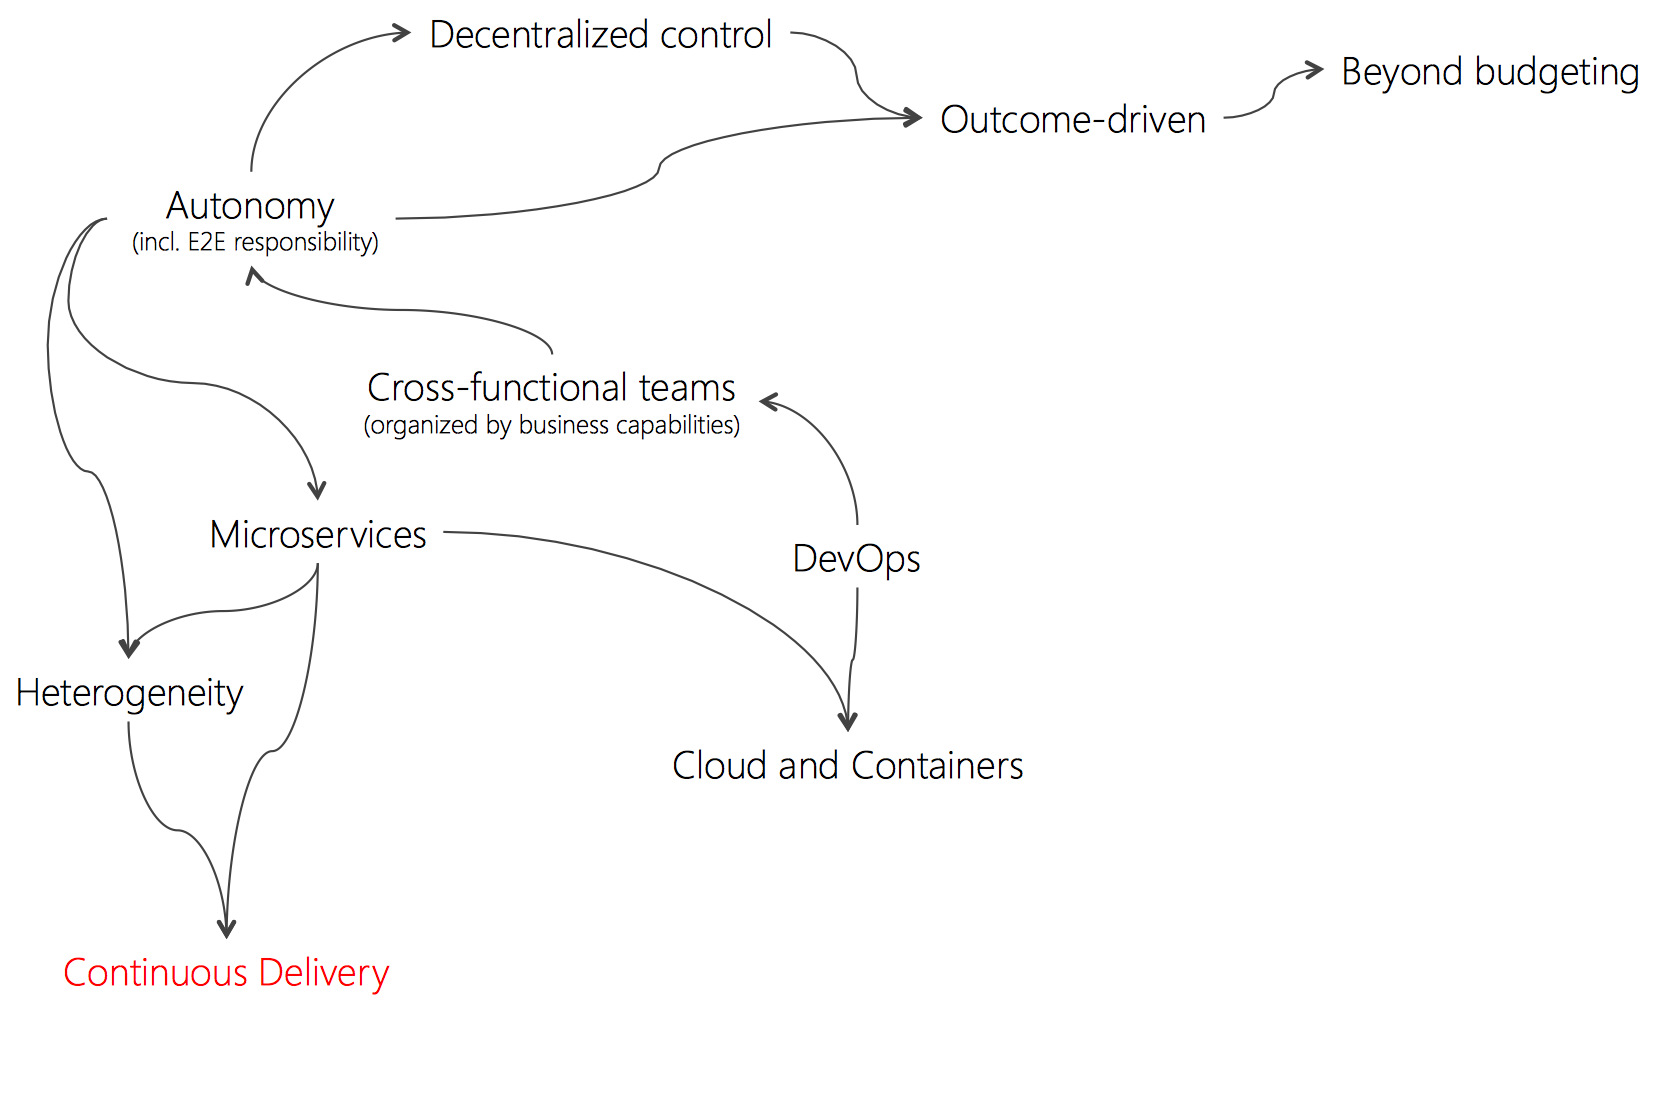 Decentralized control
Beyond budgeting
Outcome-driven
Autonomy
(incl. E2E responsibility)
Cross-functional teams
(organized by business capabilities)
Microservices
DevOps
Heterogeneity
Cloud and Containers
Continuous Delivery